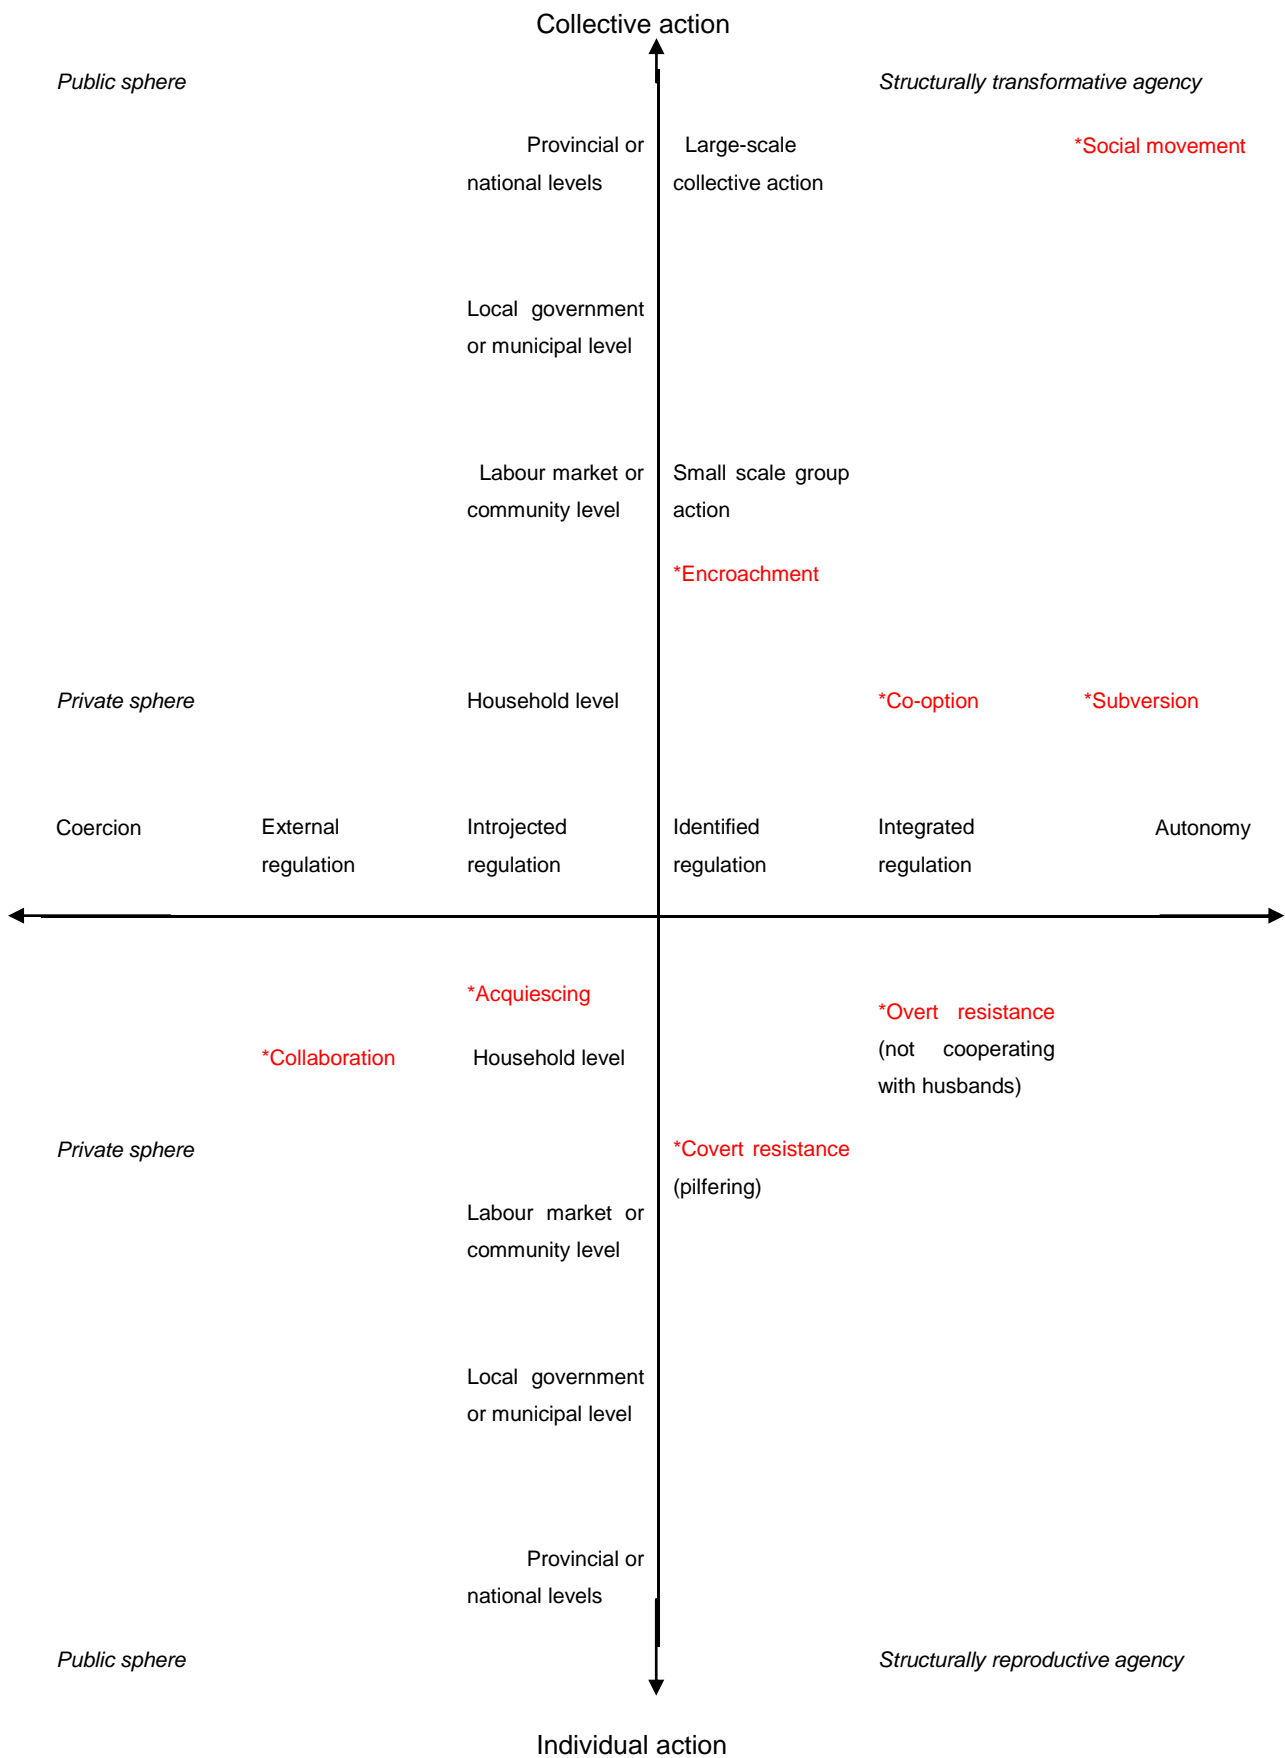 Collective action
Public sphere
Structurally transformative agency
Provincial or
national levels
Large-scale
collective action
*Social movement
Local government
or municipal level
Labour market or
community level
Small scale group
action
*Encroachment
Private sphere
Household level
*Co-option
*Subversion
Coercion
External
regulation
Introjected
regulation
Identified
regulation
Integrated
regulation
Autonomy
*Acquiescing
*Collaboration
Household level
*Overt resistance
(not cooperating
with husbands)
Private sphere
*Covert resistance
(pilfering)
Labour market or
community level
Local government
or municipal level
Provincial or
national levels
Public sphere
Structurally reproductive agency
Individual action